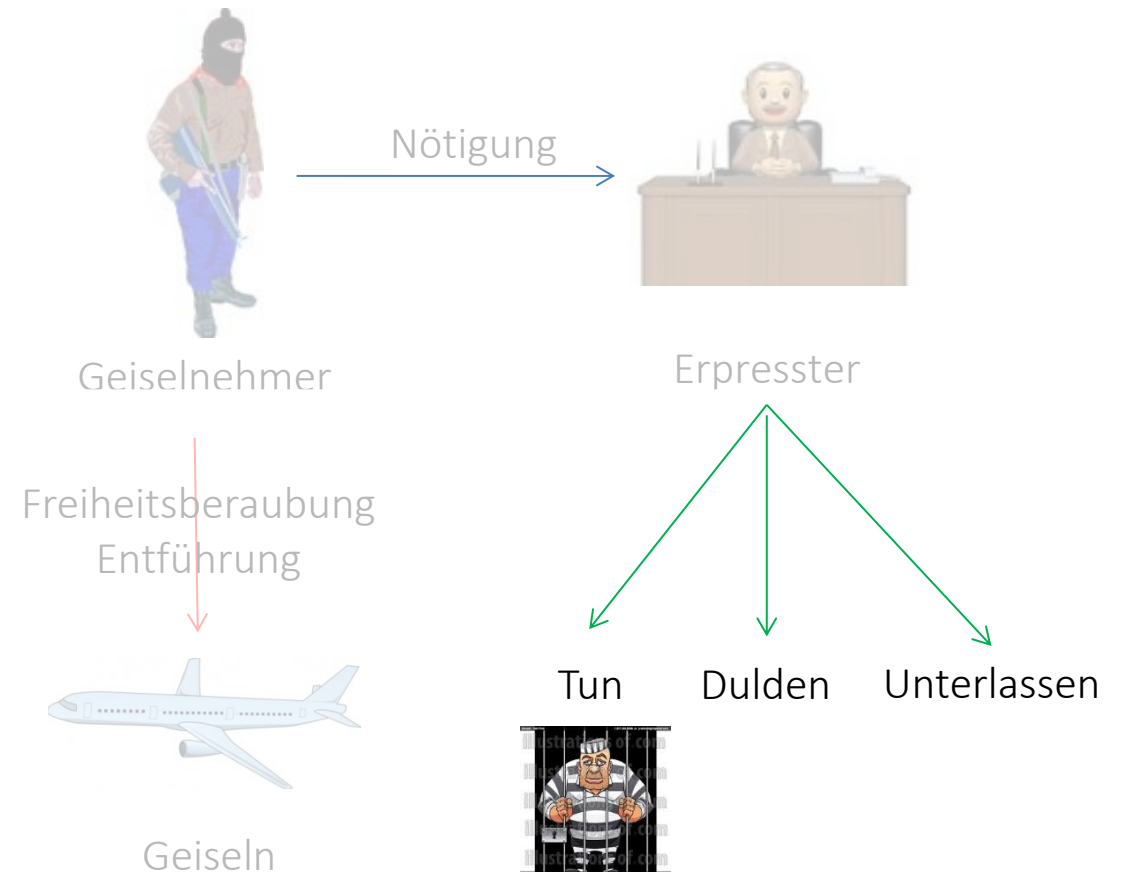 Nötigung
Geiselnehmer
Erpresster
Freiheitsberaubung
Entführung
Tun
Dulden
Unterlassen
Geiseln